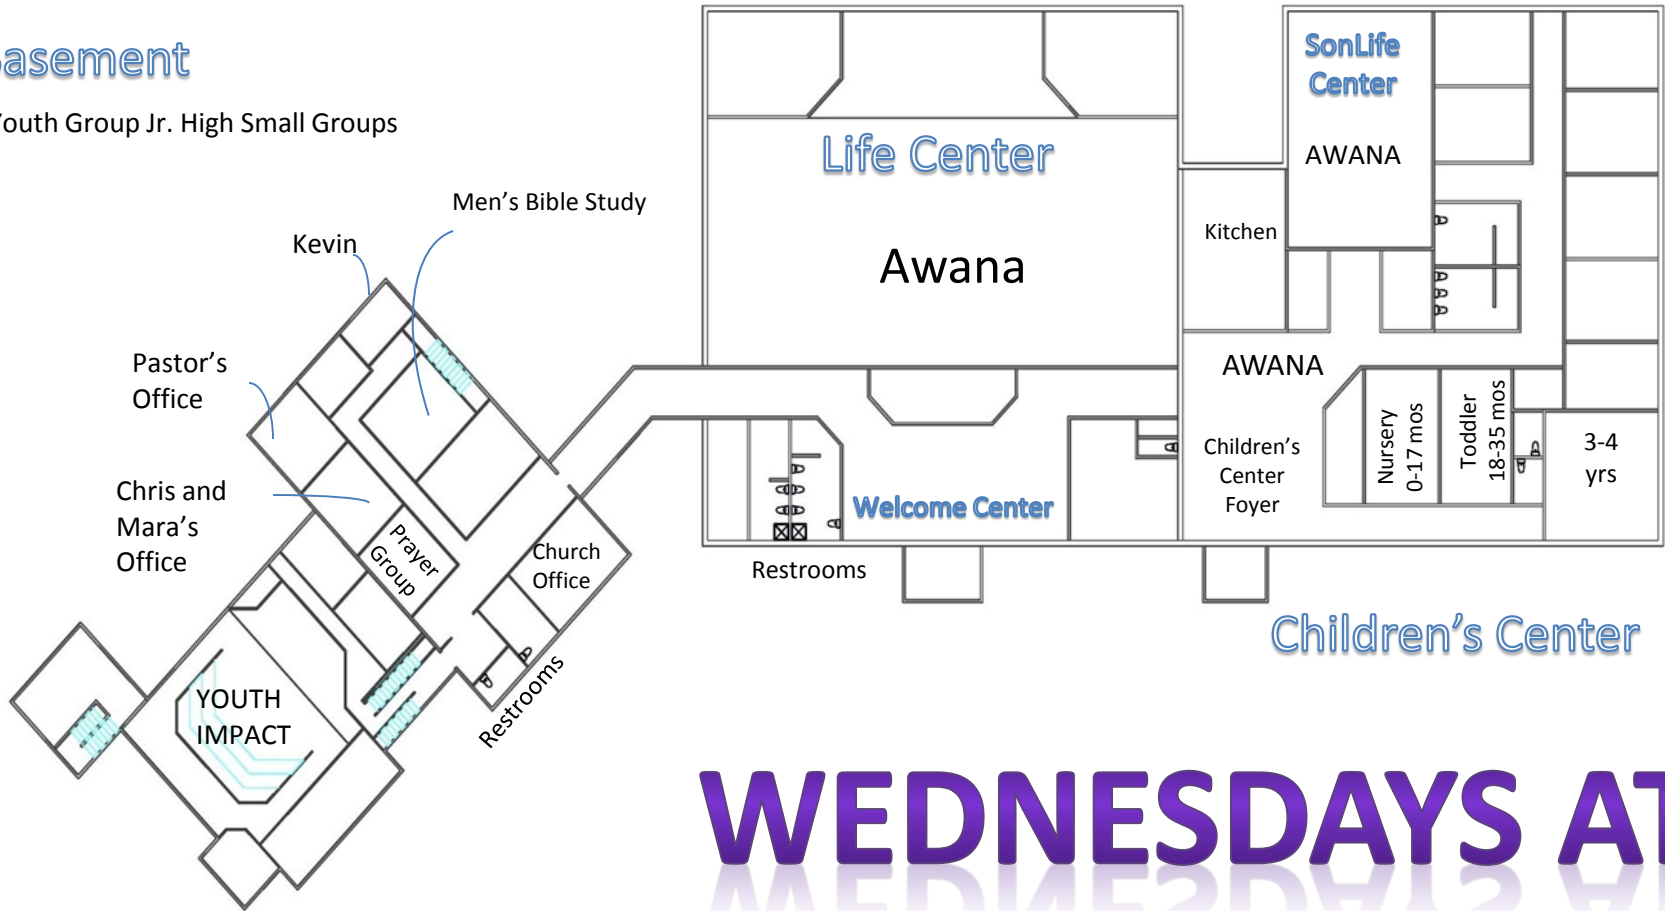 Basement
Youth Group Jr. High Small Groups
Men’s Bible Study
Kevin
Pastor’s
Office
Chris and
Mara’s
Office
Prayer
Group
Church
Office
Restrooms
YOUTH
IMPACT
Life Center
Awana
Welcome Center
Restrooms
SonLife
Center
AWANA
Kitchen
AWANA
Children’s
Center
Foyer
Nursery
0-17 mos
Toddler
18-35 mos
3-4
yrs
Children’s Center
WEDNESDAYS AT